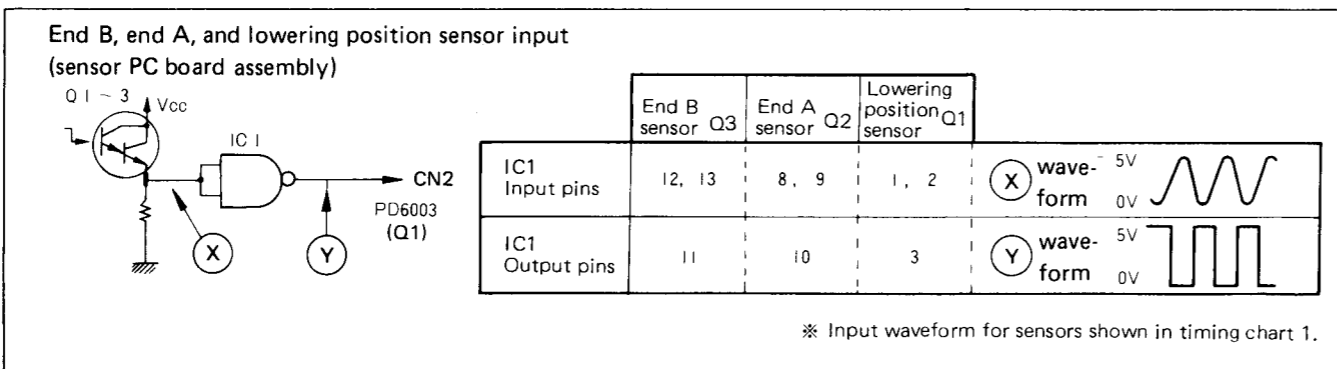 End B, end A, and lowering position sensor input
(sensor PC board assembly)
Q1 ~ 3
Vcc
IC1
CN2
PD6003
(Q1)
X
Y
End B
sensor Q3
End A
sensor Q2
Lowering
position Q1
sensor
IC1
Input pins
12, 13
8, 9
1, 2
X wave-
form
5V
0V
IC1
Output pins
11
10
3
Y wave-
form
5V
0V
※ Input waveform for sensors shown in timing chart 1.